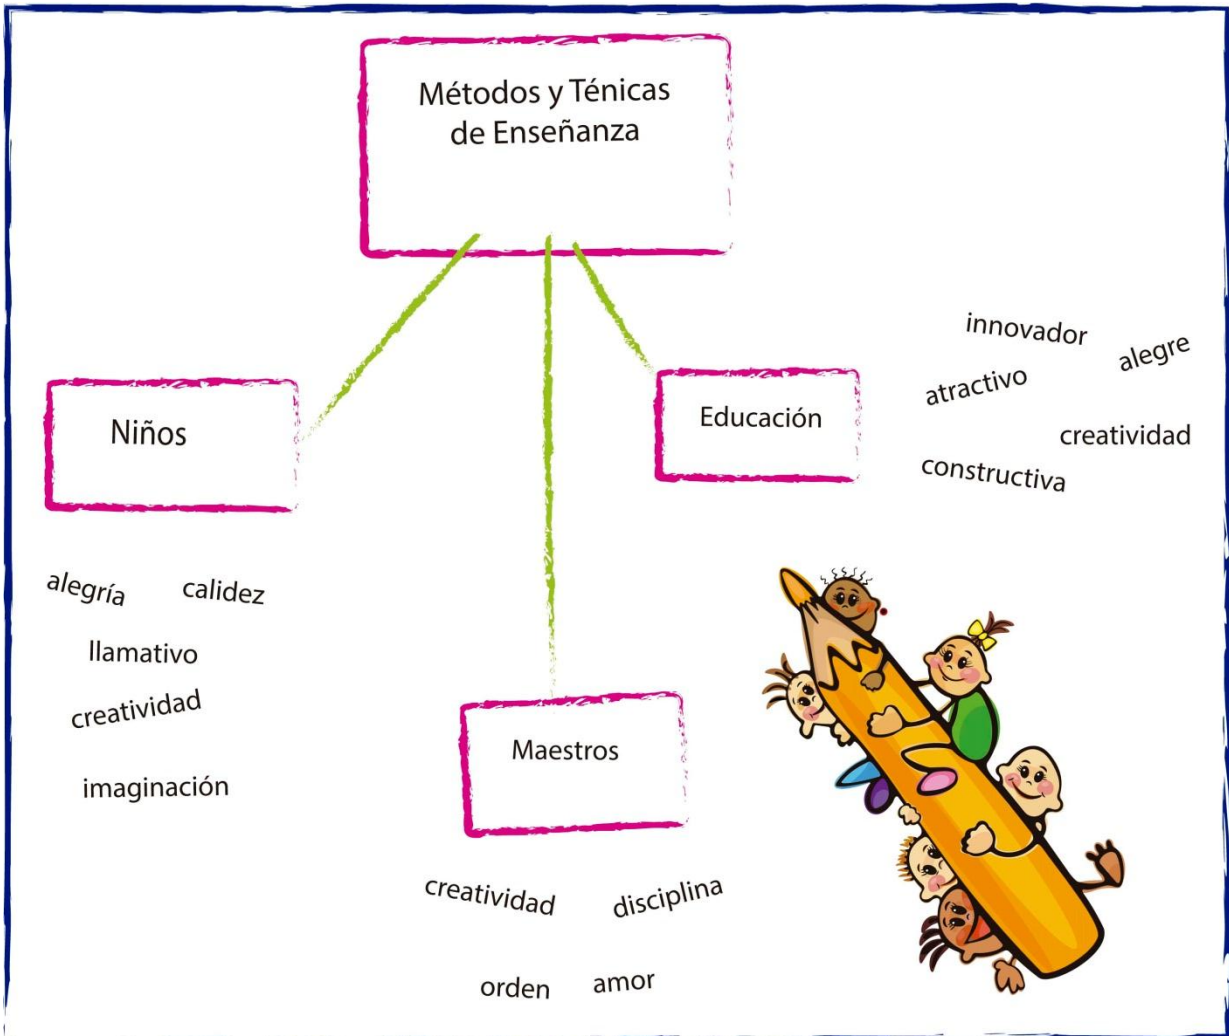 Métodos y Ténicas
de Enseñanza
Niños
alegría
calidez
llamativo
creatividad
imaginación
Maestros
creatividad
disciplina
orden
amor
Educación
innovador
alegre
atractivo
creatividad
constructiva